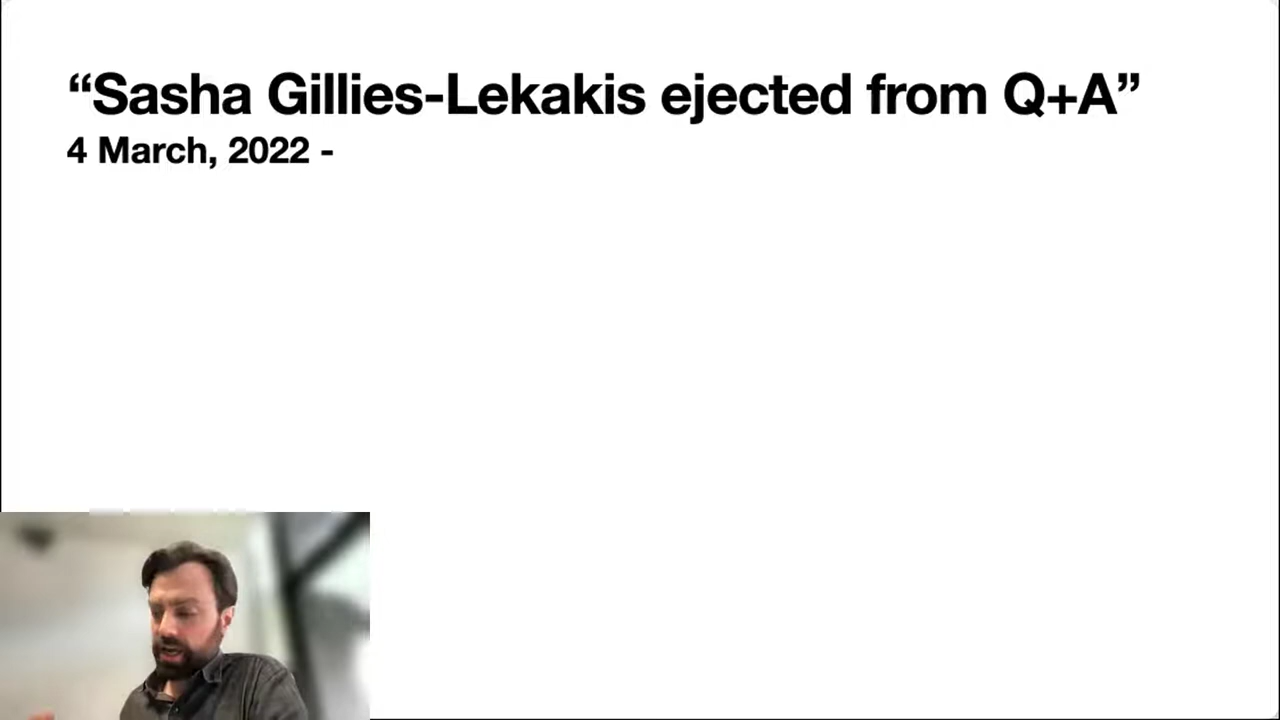 “Sasha Gillies-Lekakis ejected from Q+A”
4 March, 2022 -